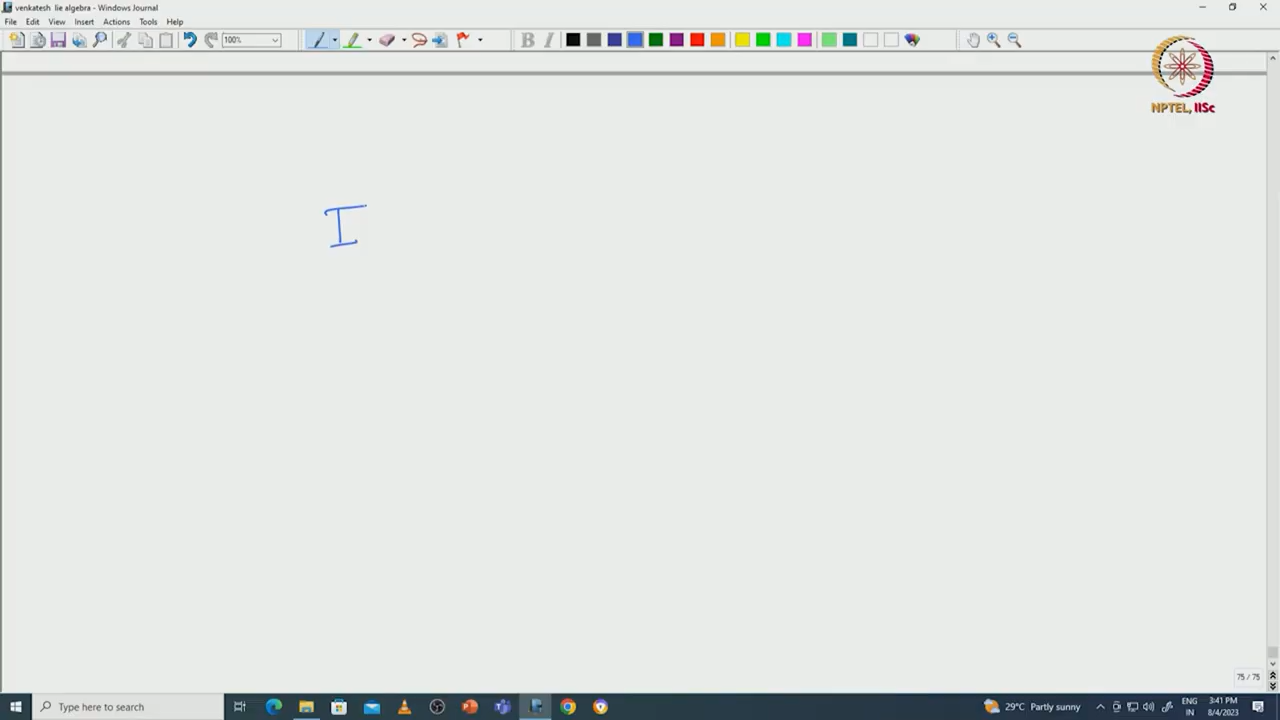 venkatesh lie algebra - Windows Journal
File Edit View Insert Actions Tools Help
100%
B I
NPTEL, IISc
I
75 / 75
Type here to search
29°C Partly sunny
ENG
IN
3:41 PM
8/4/2023